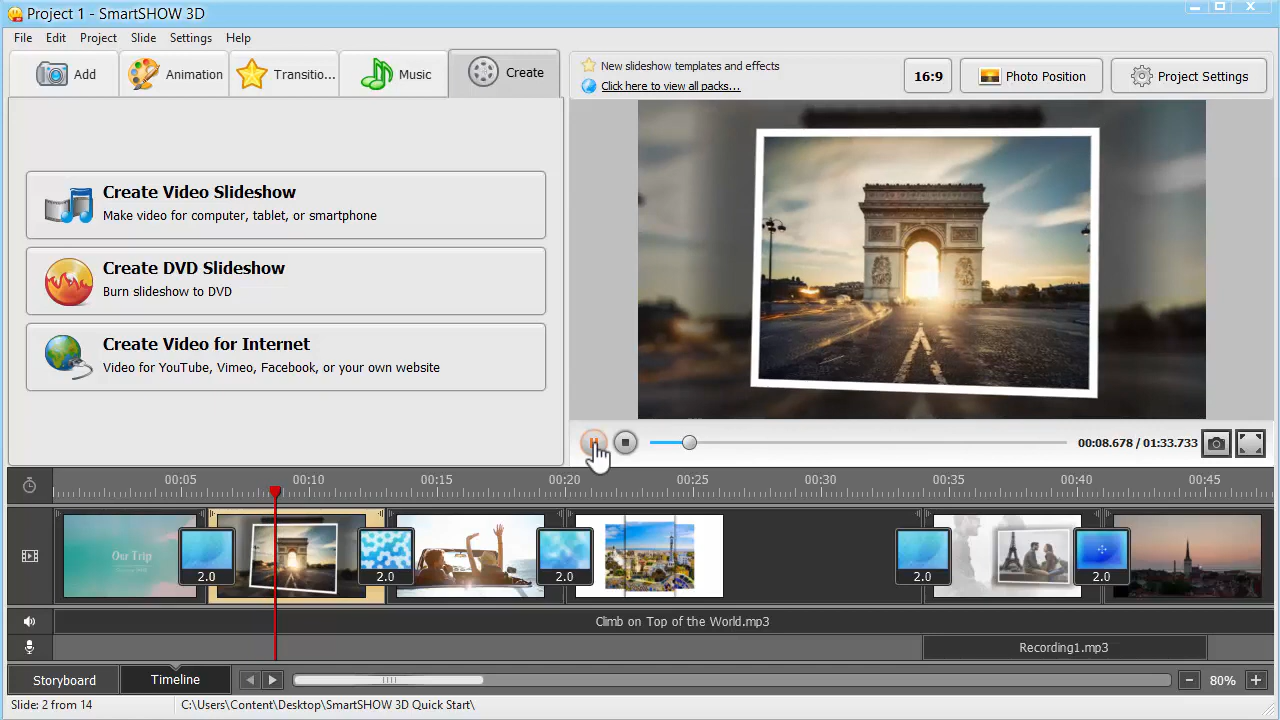 Project 1 - SmartSHOW 3D
File Edit Project Slide Settings Help
Add Animation Transitio... Music Create
New slideshow templates and effects
Click here to view all packs...
16:9 Photo Position Project Settings
Create Video Slideshow
Make video for computer, tablet, or smartphone
Create DVD Slideshow
Burn slideshow to DVD
Create Video for Internet
Video for YouTube, Vimeo, Facebook, or your own website
00:08.678 / 01:33.733
00:05 00:10 00:15 00:20 00:25 00:30 00:35 00:40 00:45
Our Trip
2.0 2.0 2.0 2.0 2.0
Climb on Top of the World.mp3
Recording1.mp3
Storyboard Timeline 80%
Slide: 2 from 14 C:\Users\Content\Desktop\SmartSHOW 3D Quick Start\